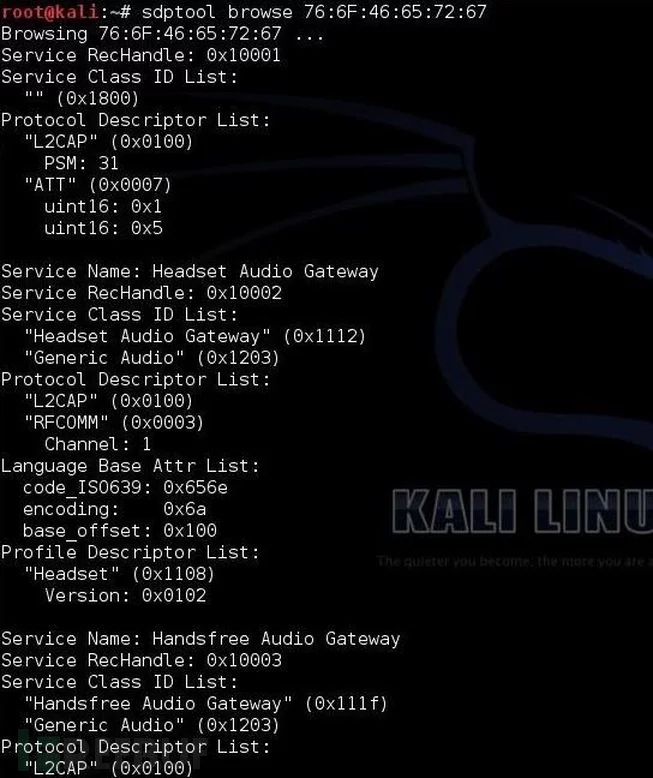 root@kali:~# sdptool browse 76:6F:46:65:72:67
Browsing 76:6F:46:65:72:67 ...
Service RecHandle: 0x10001
Service Class ID List:
  "" (0x1800)
Protocol Descriptor List:
  "L2CAP" (0x0100)
    PSM: 31
  "ATT" (0x0007)
    uint16: 0x1
    uint16: 0x5

Service Name: Headset Audio Gateway
Service RecHandle: 0x10002
Service Class ID List:
  "Headset Audio Gateway" (0x1112)
  "Generic Audio" (0x1203)
Protocol Descriptor List:
  "L2CAP" (0x0100)
  "RFCOMM" (0x0003)
    Channel: 1
Language Base Attr List:
  code_ISO639: 0x656e
  encoding:    0x6a
  base_offset: 0x100
Profile Descriptor List:
  "Headset" (0x1108)
    Version: 0x0102

Service Name: Handsfree Audio Gateway
Service RecHandle: 0x10003
Service Class ID List:
  "Handsfree Audio Gateway" (0x111f)
  "Generic Audio" (0x1203)
Protocol Descriptor List:
  "L2CAP" (0x0100)
KALI LINU
The quieter you become, the more you are a